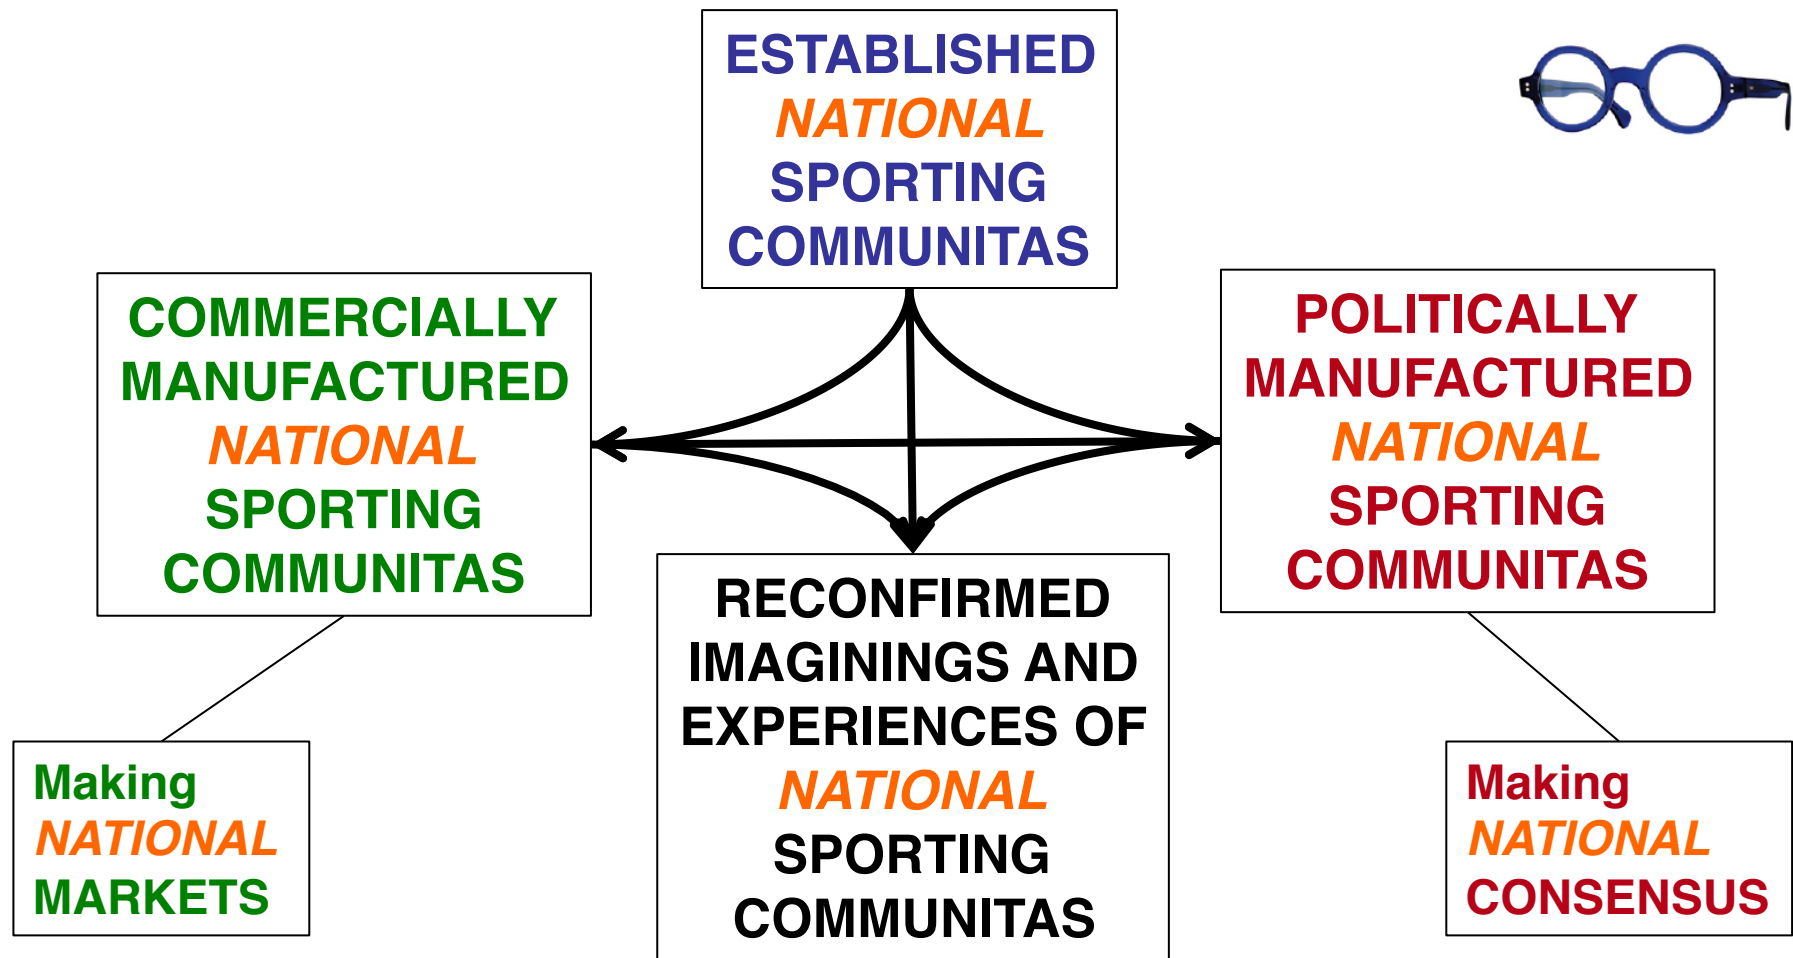 ESTABLISHED
NATIONAL
SPORTING
COMMUNITAS
COMMERCIALLY
MANUFACTURED
NATIONAL
SPORTING
COMMUNITAS
POLITICALLY
MANUFACTURED
NATIONAL
SPORTING
COMMUNITAS
RECONFIRMED
IMAGININGS AND
EXPERIENCES OF
NATIONAL
SPORTING
COMMUNITAS
Making
NATIONAL
MARKETS
Making
NATIONAL
CONSENSUS